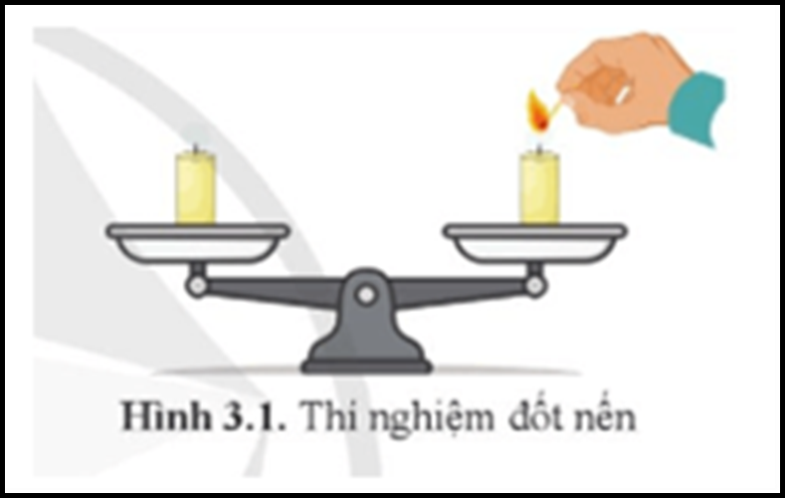 Hình 3.1. Thí nghiệm đốt nến